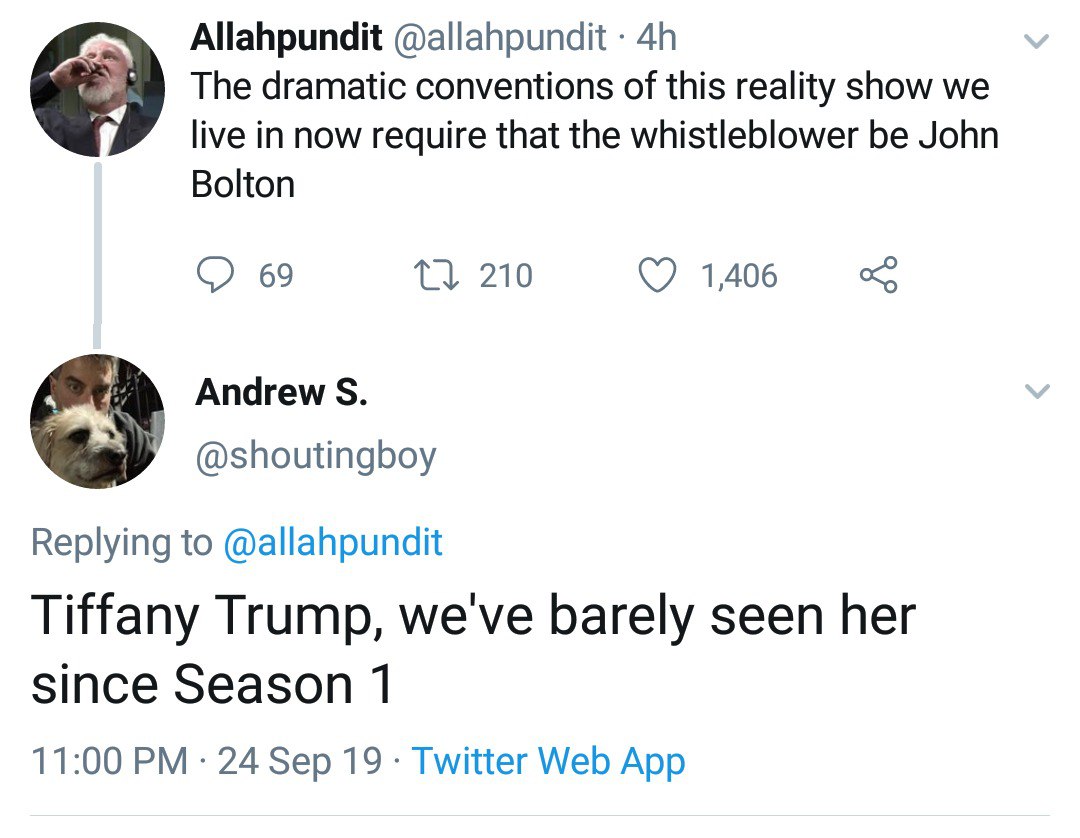 Allahpundit @allahpundit · 4h
The dramatic conventions of this reality show we
live in now require that the whistleblower be John
Bolton
69 210 1,406
Andrew S.
@shoutingboy
Replying to @allahpundit
Tiffany Trump, we've barely seen her
since Season 1
11:00 PM · 24 Sep 19 · Twitter Web App